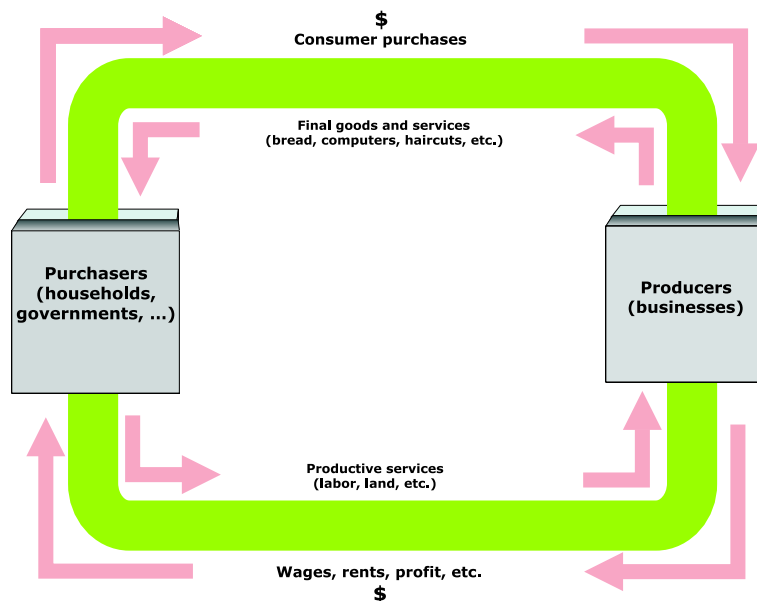 $
Consumer purchases
Final goods and services
(bread, computers, haircuts, etc.)
Purchasers
(households,
governments, ...)
Producers
(businesses)
Productive services
(labor, land, etc.)
Wages, rents, profit, etc.
$